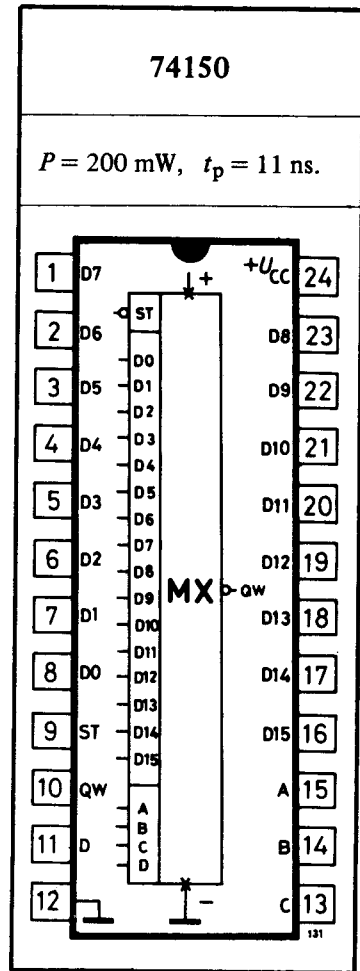 74150
P = 200 mW, tp = 11 ns.
1 D7
2 D6
3 D5
4 D4
5 D3
6 D2
7 D1
8 D0
9 ST
10 QW
11 D
12
+
ST
D0
D1
D2
D3
D4
D5
D6
D7
D8
D9
D10
D11
D12
D13
D14
D15
A
B
C
D
MX
QW
−
+UCC 24
D8 23
D9 22
D10 21
D11 20
D12 19
D13 18
D14 17
D15 16
A 15
B 14
C 13
131